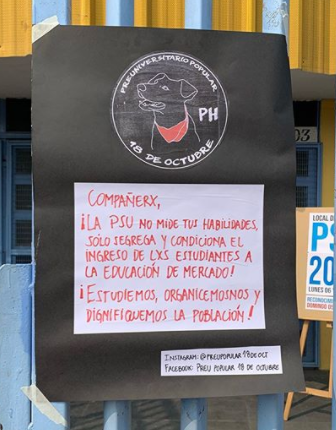 PREUNIVERSITARIO POPULAR
PH
18 DE OCTUBRE
COMPAÑERX,
¡LA PSU NO MIDE TUS HABILIDADES,
SOLO SEGREGA Y CONDICIONA EL
INGRESO DE LXS ESTUDIANTES A
LA EDUCACIÓN DE MERCADO!
¡ESTUDIEMOS, ORGANICEMOSNOS Y
DIGNIFIQUEMOS LA POBLACIÓN!
INSTAGRAM: @PREUPOPULAR18DEOCT
FACEBOOK: PREU POPULAR 18 DE OCTUBRE
03
LOCAL D
PS
20
LUNES 06
RECONOCIM
DOMINGO 0